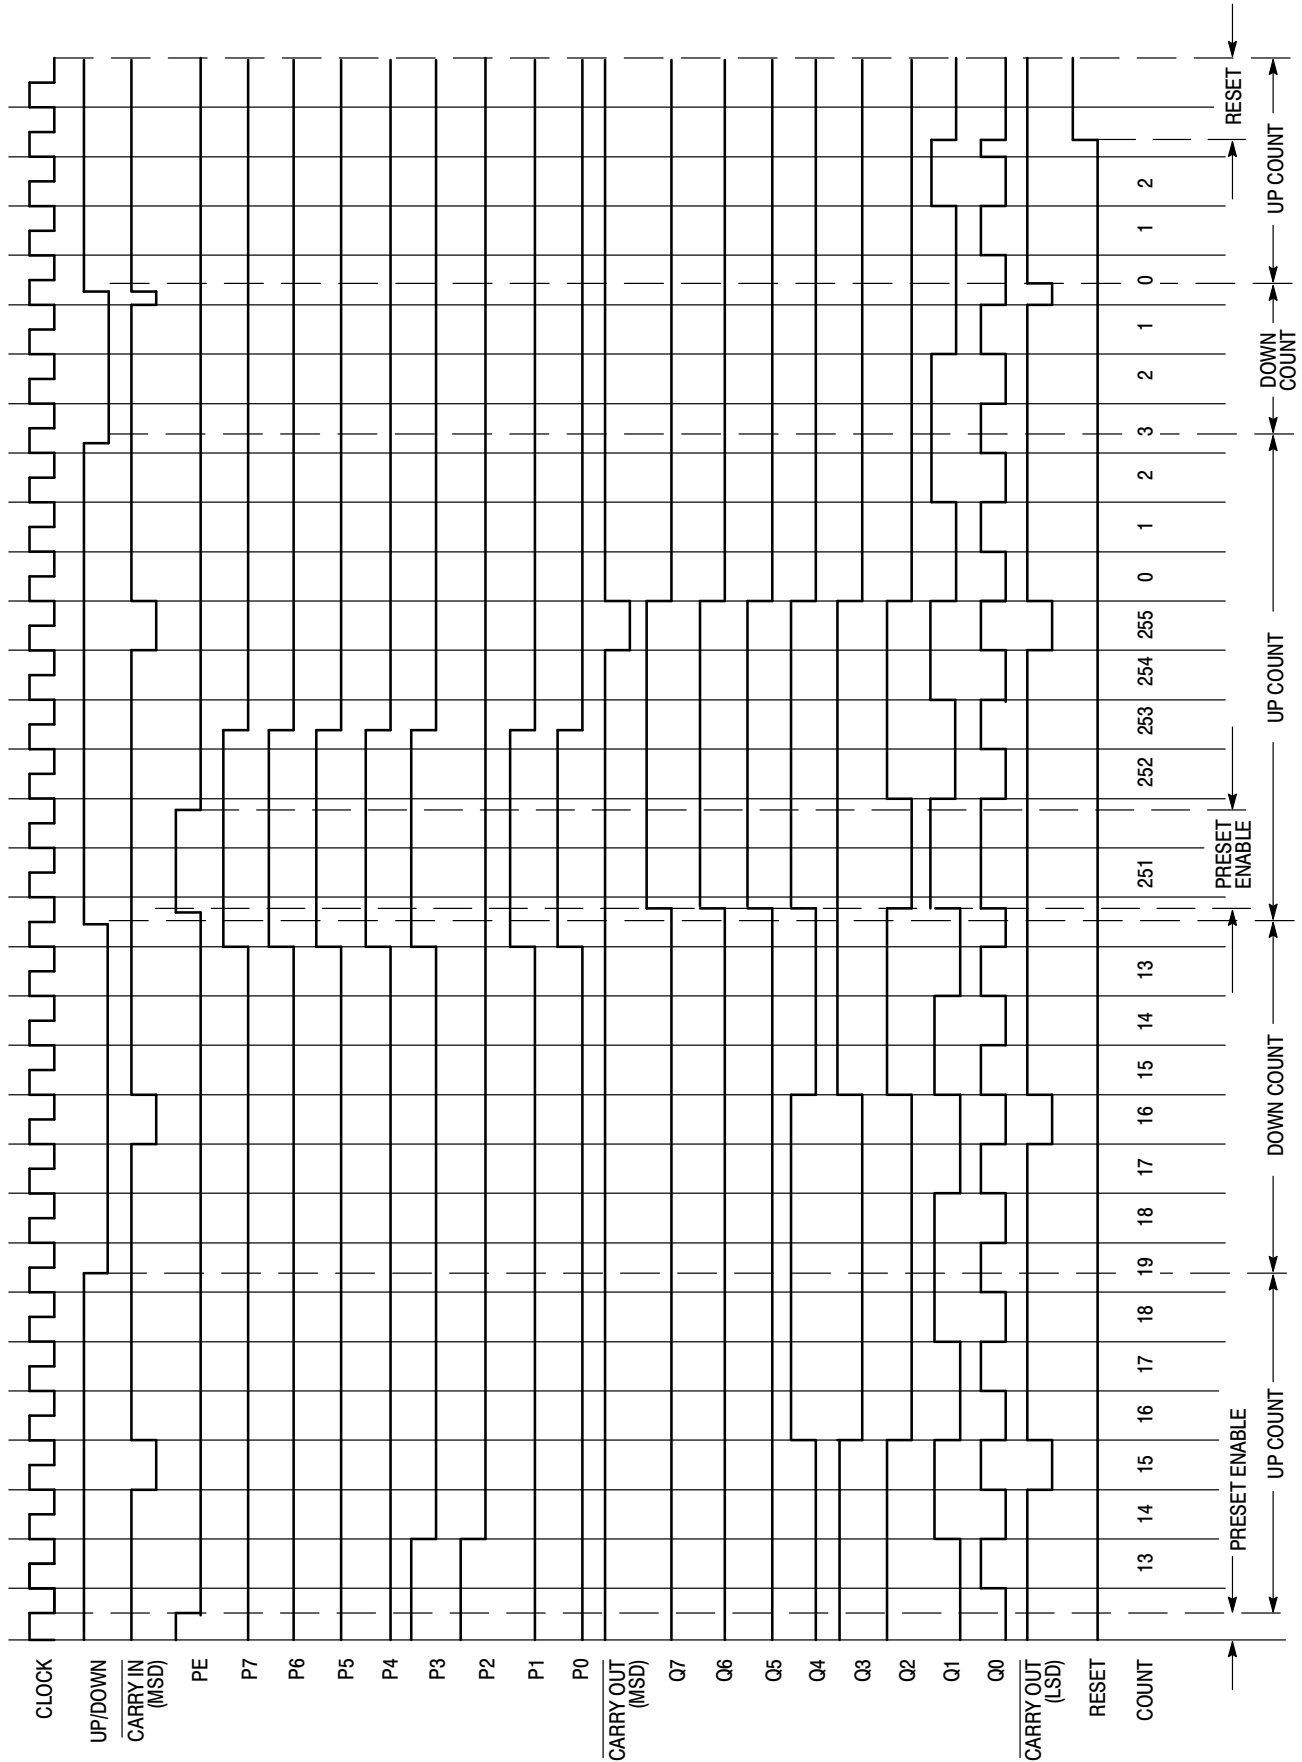 CLOCK
UP/DOWN
CARRY IN
(MSD)
PE
P7
P6
P5
P4
P3
P2
P1
P0
CARRY OUT
(MSD)
Q7
Q6
Q5
Q4
Q3
Q2
Q1
Q0
CARRY OUT
(LSD)
RESET
COUNT
13 14 15 16 17 18 19 18 17 16 15 14 13 251 252 253 254 255 0 1 2 3 2 1 0 1 2
PRESET ENABLE
PRESET
ENABLE
RESET
UP COUNT
DOWN COUNT
UP COUNT
DOWN
COUNT
UP COUNT